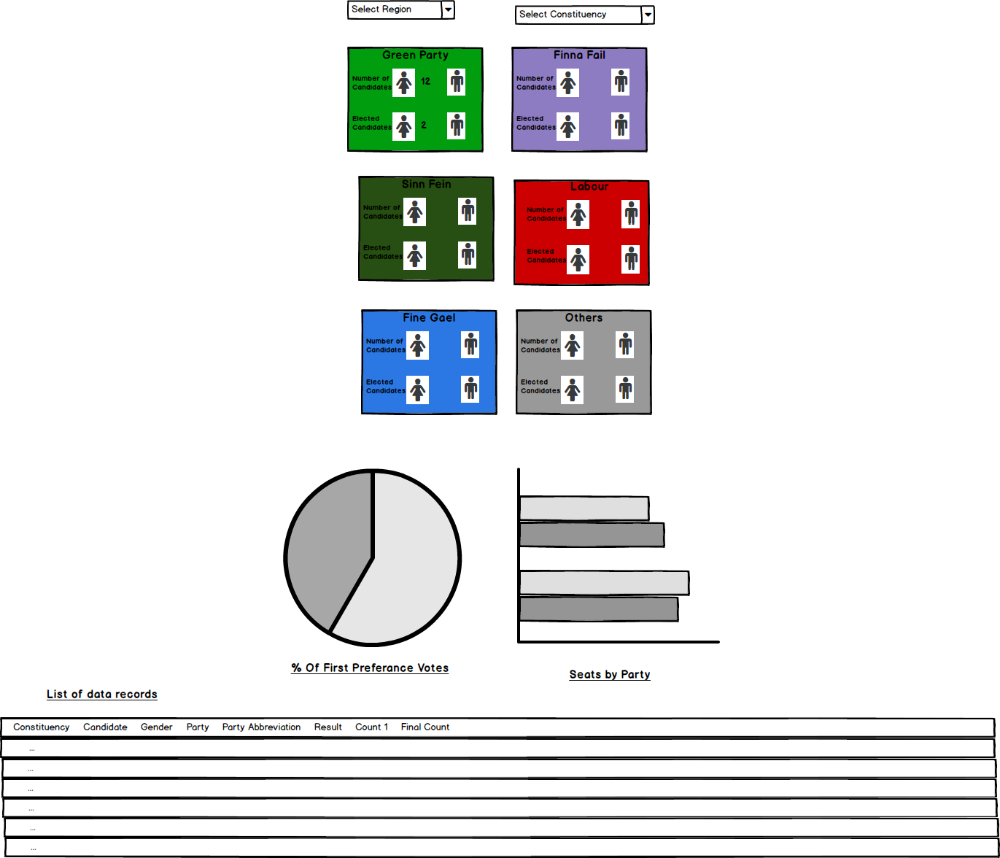 Select Region
Select Constituency
Green Party
Number of
Candidates
12
Elected
Candidates
2
Finna Fail
Number of
Candidates
Elected
Candidates
Sinn Fein
Number of
Candidates
Elected
Candidates
Labour
Number of
Candidates
Elected
Candidates
Fine Gael
Number of
Candidates
Elected
Candidates
Others
Number of
Candidates
Elected
Candidates
% Of First Preferance Votes
Seats by Party
List of data records
Constituency Candidate Gender Party Party Abbreviation Result Count 1 Final Count
...
...
...
...
...
...